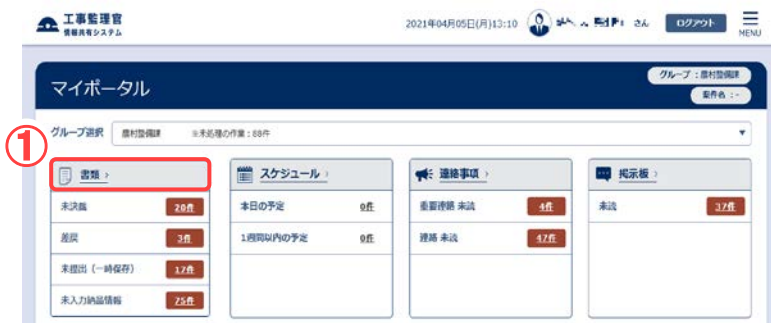 工事監理官
情報共有システム
2021年04月05日(月)13:10
さん
ログアウト
MENU
マイポータル
グループ：農村整備課
案件名：-
グループ選択 農村整備課 ※未処理の作業：88件
①
書類
スケジュール
連絡事項
掲示板
未決裁 20件
本日の予定 0件
重要連絡 未読 4件
未読 37件
差戻 3件
1週間以内の予定 0件
連絡 未読 47件
未提出（一時保存） 17件
未入力納品情報 25件